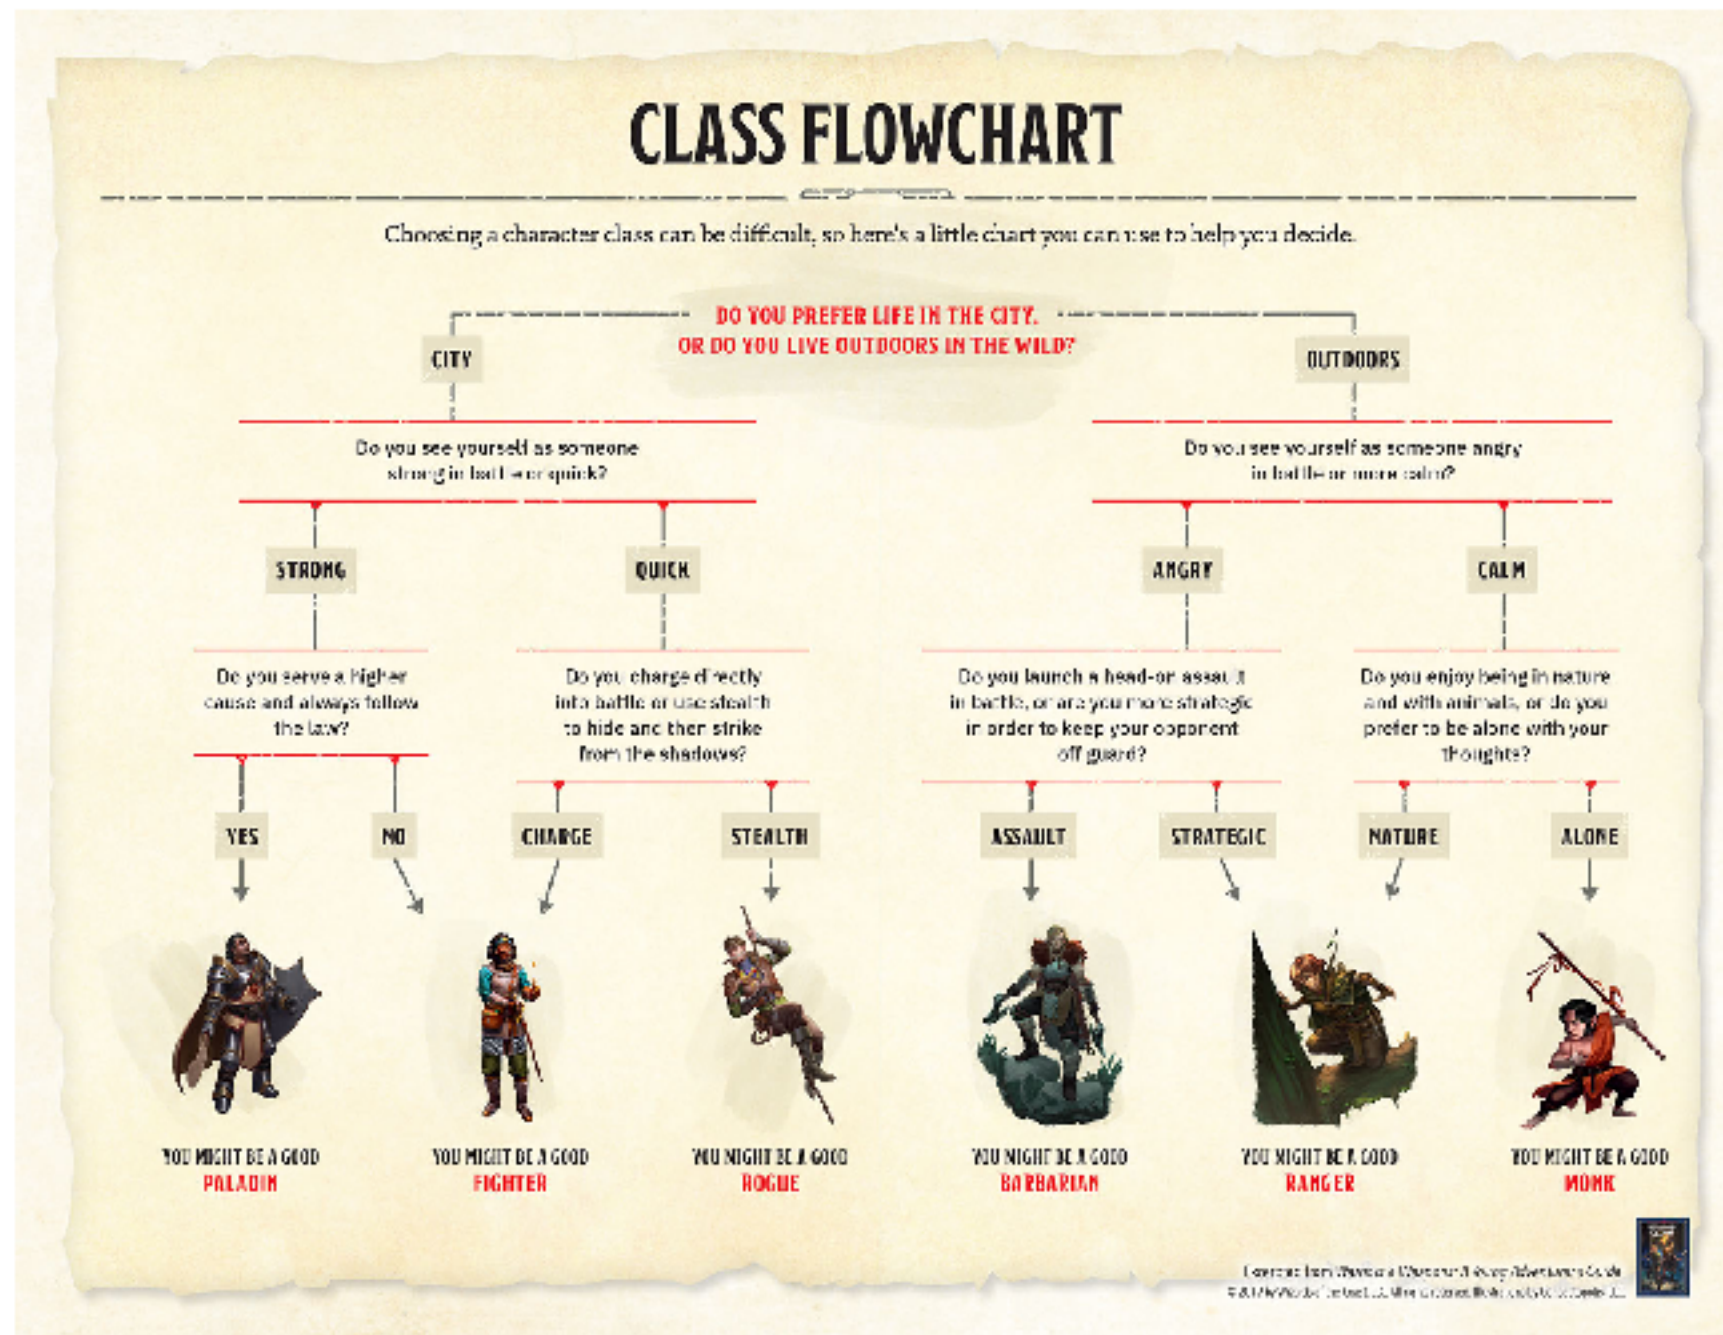 CLASS FLOWCHART
Choosing a character class can be difficult, so here's a little chart you can use to help you decide.
DO YOU PREFER LIFE IN THE CITY,
OR DO YOU LIVE OUTDOORS IN THE WILD?
CITY
OUTDOORS
Do you see yourself as someone
strong in battle or quick?
Do you see yourself as someone angry
in battle or more calm?
STRONG
QUICK
ANGRY
CALM
Do you serve a higher
cause and always follow
the law?
Do you charge directly
into battle or use stealth
to hide and then strike
from the shadows?
Do you launch a head-on assault
in battle, or are you more strategic
in order to keep your opponent
off guard?
Do you enjoy being in nature
and with animals, or do you
prefer to be alone with your
thoughts?
YES
NO
CHARGE
STEALTH
ASSAULT
STRATEGIC
NATURE
ALONE
YOU MIGHT BE A GOOD
PALADIN
YOU MIGHT BE A GOOD
FIGHTER
YOU MIGHT BE A GOOD
ROGUE
YOU MIGHT BE A GOOD
BARBARIAN
YOU MIGHT BE A GOOD
RANGER
YOU MIGHT BE A GOOD
MONK